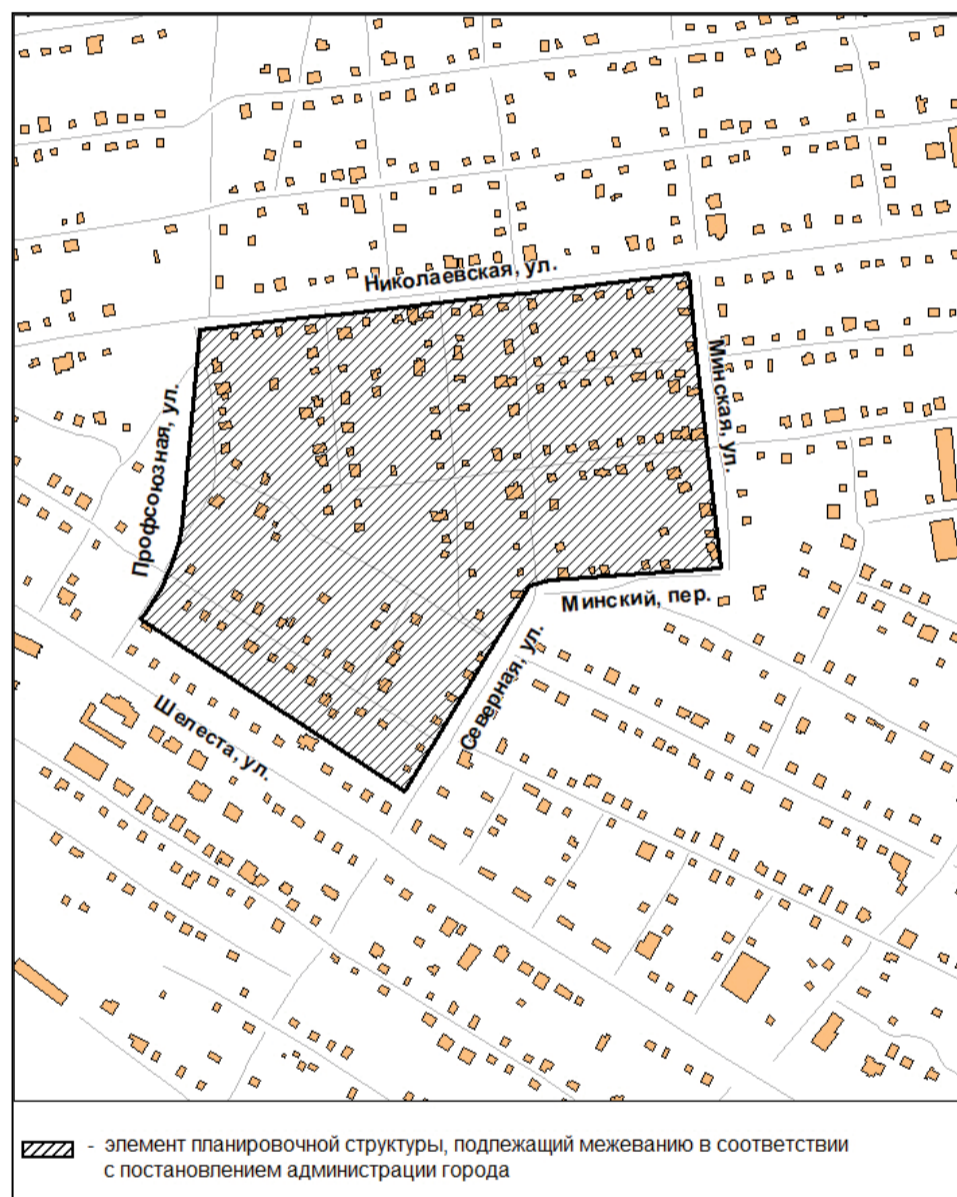 Николаевская, ул.
Минская, ул.
Профсоюзная, ул.
Минский, пер.
Северная, ул.
Шелеста, ул.
- элемент планировочной структуры, подлежащий межеванию в соответствии
с постановлением администрации города